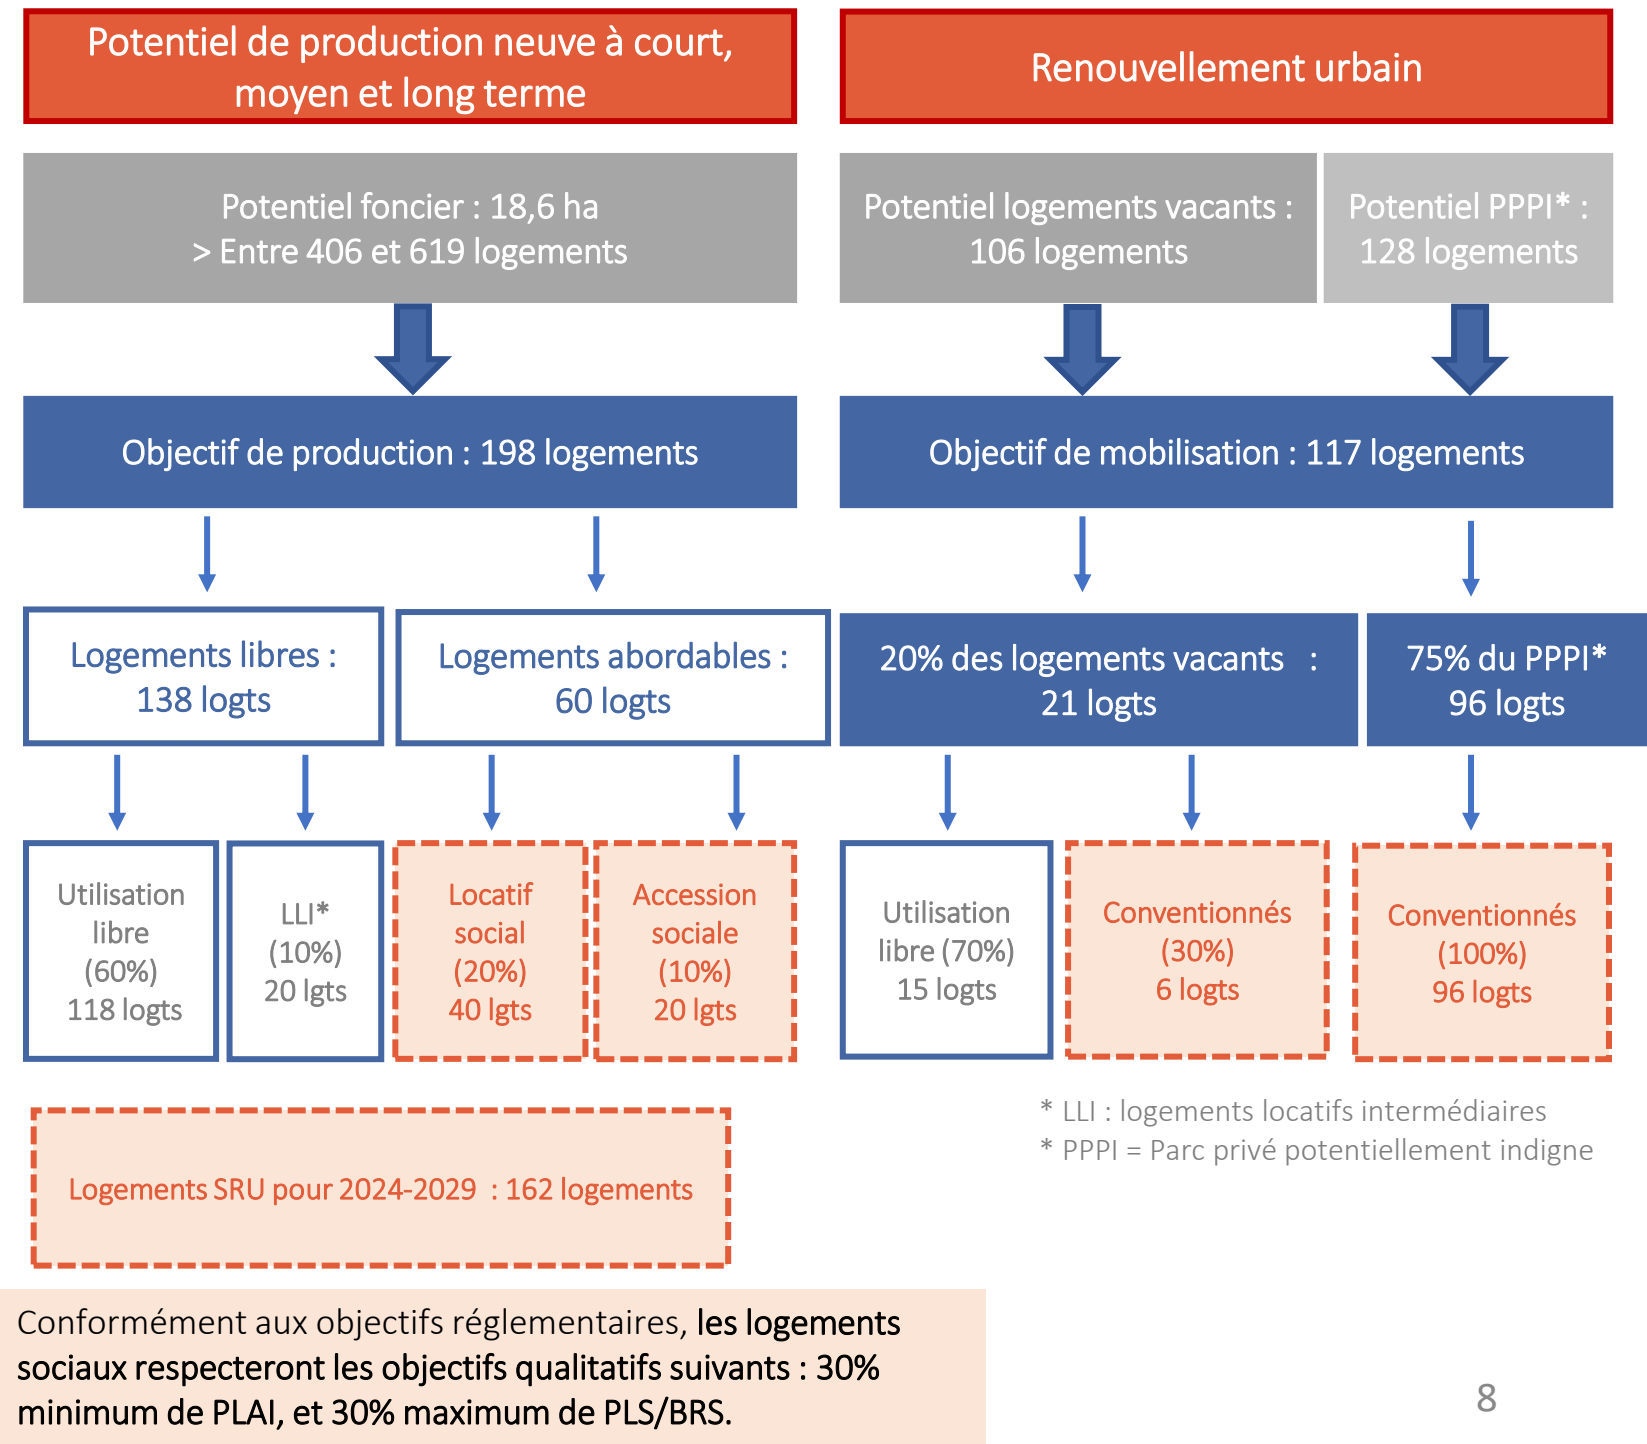 Potentiel de production neuve à court,
moyen et long terme
Potentiel foncier : 18,6 ha
> Entre 406 et 619 logements
Objectif de production : 198 logements
Logements libres :
138 logts
Logements abordables :
60 logts
Utilisation
libre
(60%)
118 logts
LLI*
(10%)
20 lgts
Locatif
social
(20%)
40 lgts
Accession
sociale
(10%)
20 lgts
Renouvellement urbain
Potentiel logements vacants :
106 logements
Potentiel PPPI* :
128 logements
Objectif de mobilisation : 117 logements
20% des logements vacants :
21 logts
75% du PPPI*
96 logts
Utilisation
libre (70%)
15 logts
Conventionnés
(30%)
6 logts
Conventionnés
(100%)
96 logts
* LLI : logements locatifs intermédiaires
* PPPI = Parc privé potentiellement indigne
Logements SRU pour 2024-2029 : 162 logements
Conformément aux objectifs réglementaires, les logements
sociaux respecteront les objectifs qualitatifs suivants : 30%
minimum de PLAI, et 30% maximum de PLS/BRS.
8